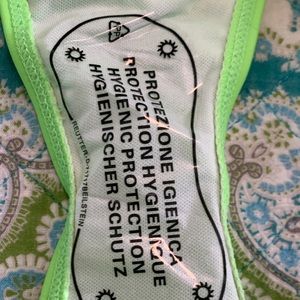 PROTEZIONE IGIENICA
PROTECTION HYGIENIQUE
HYGIENIC PROTECTION
HYGIENISCHER SCHUTZ